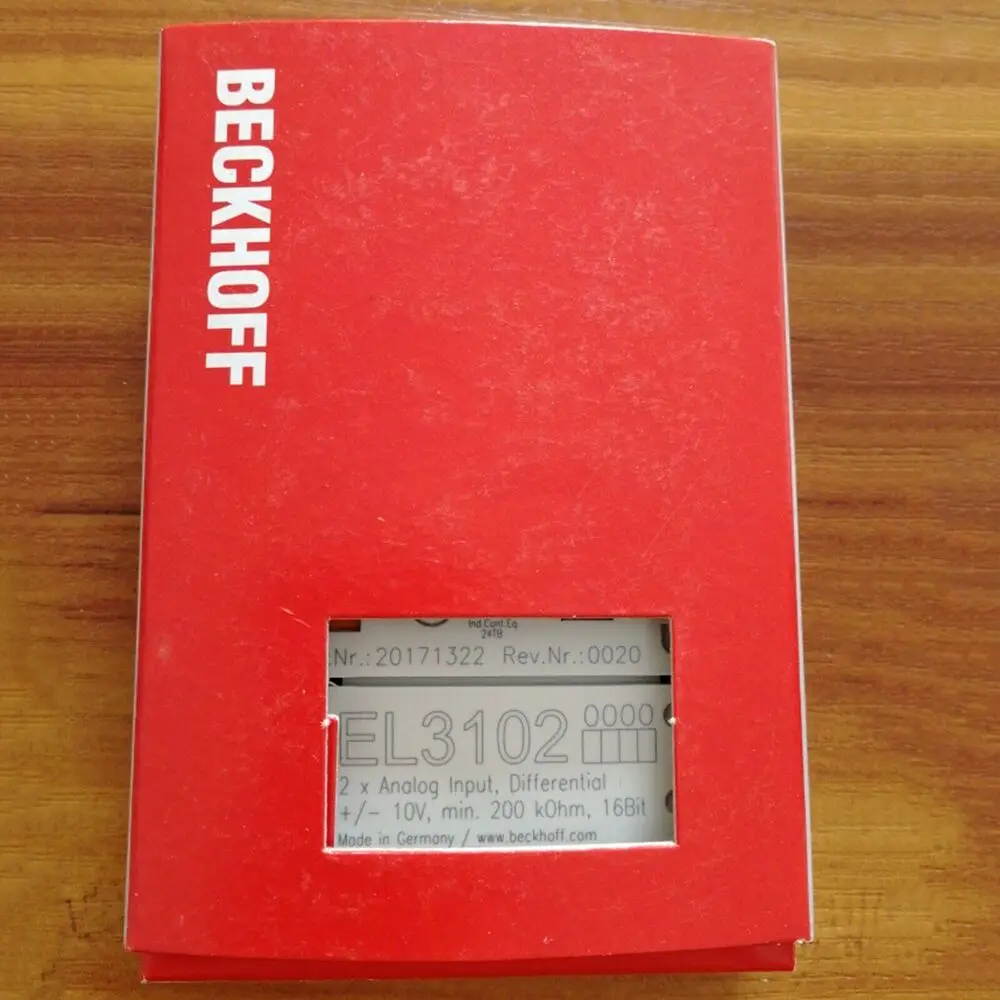 BECKHOFF
Ind.Cont.Eq
24TB
.Nr.: 20171322 Rev.Nr.:0020
EL3102 0000
2 x Analog Input, Differential
+/- 10V, min. 200 kOhm, 16Bit
Made in Germany / www.beckhoff.com